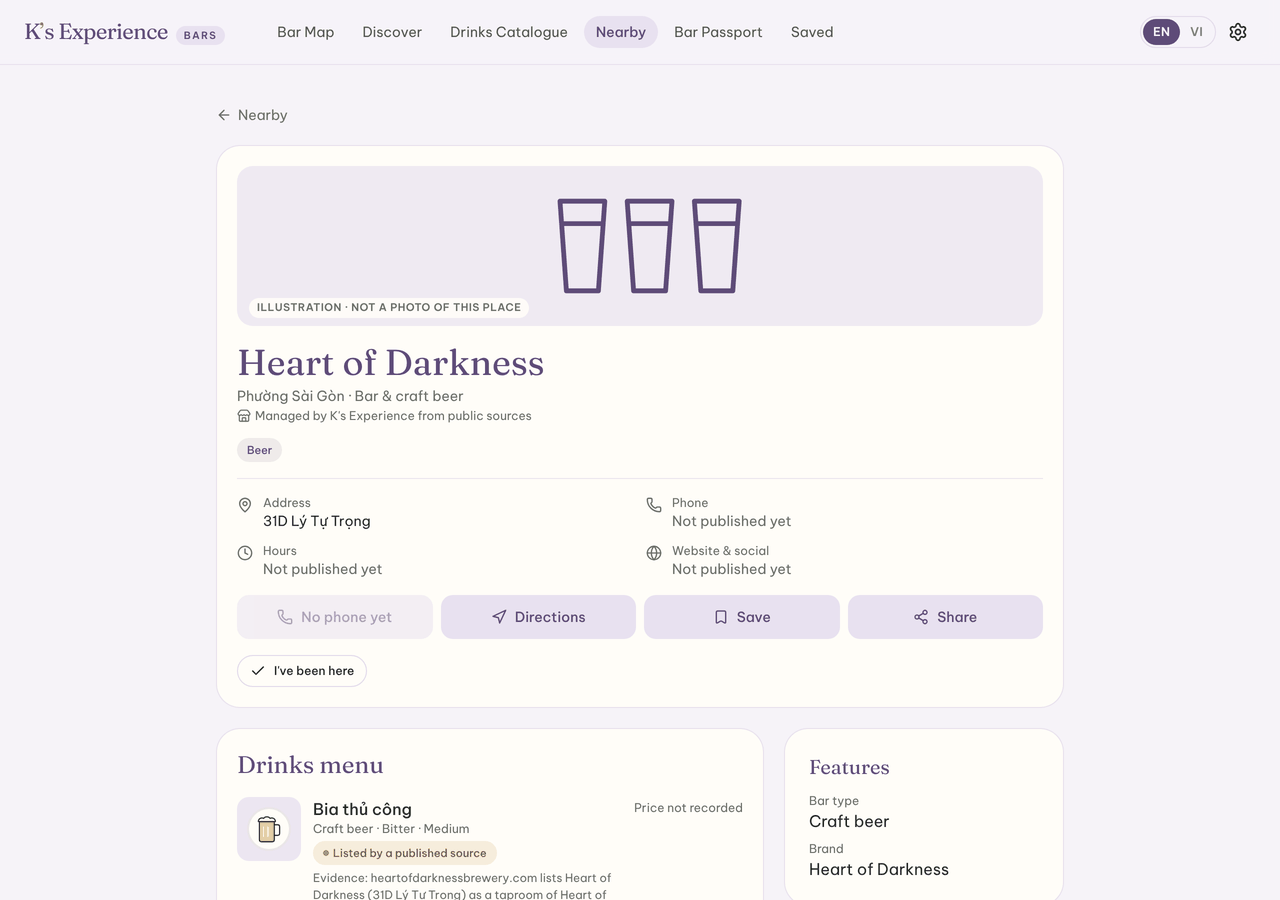 K's Experience BARS
Bar Map
Discover
Drinks Catalogue
Nearby
Bar Passport
Saved
EN
VI
Nearby
ILLUSTRATION · NOT A PHOTO OF THIS PLACE
Heart of Darkness
Phường Sài Gòn · Bar & craft beer
Managed by K's Experience from public sources
Beer
Address
31D Lý Tự Trọng
Phone
Not published yet
Hours
Not published yet
Website & social
Not published yet
No phone yet
Directions
Save
Share
I've been here
Drinks menu
Bia thủ công
Price not recorded
Craft beer · Bitter · Medium
Listed by a published source
Evidence: heartofdarknessbrewery.com lists Heart of
Darkness (31D Lý Tự Trọng) as a taproom of Heart of
Features
Bar type
Craft beer
Brand
Heart of Darkness